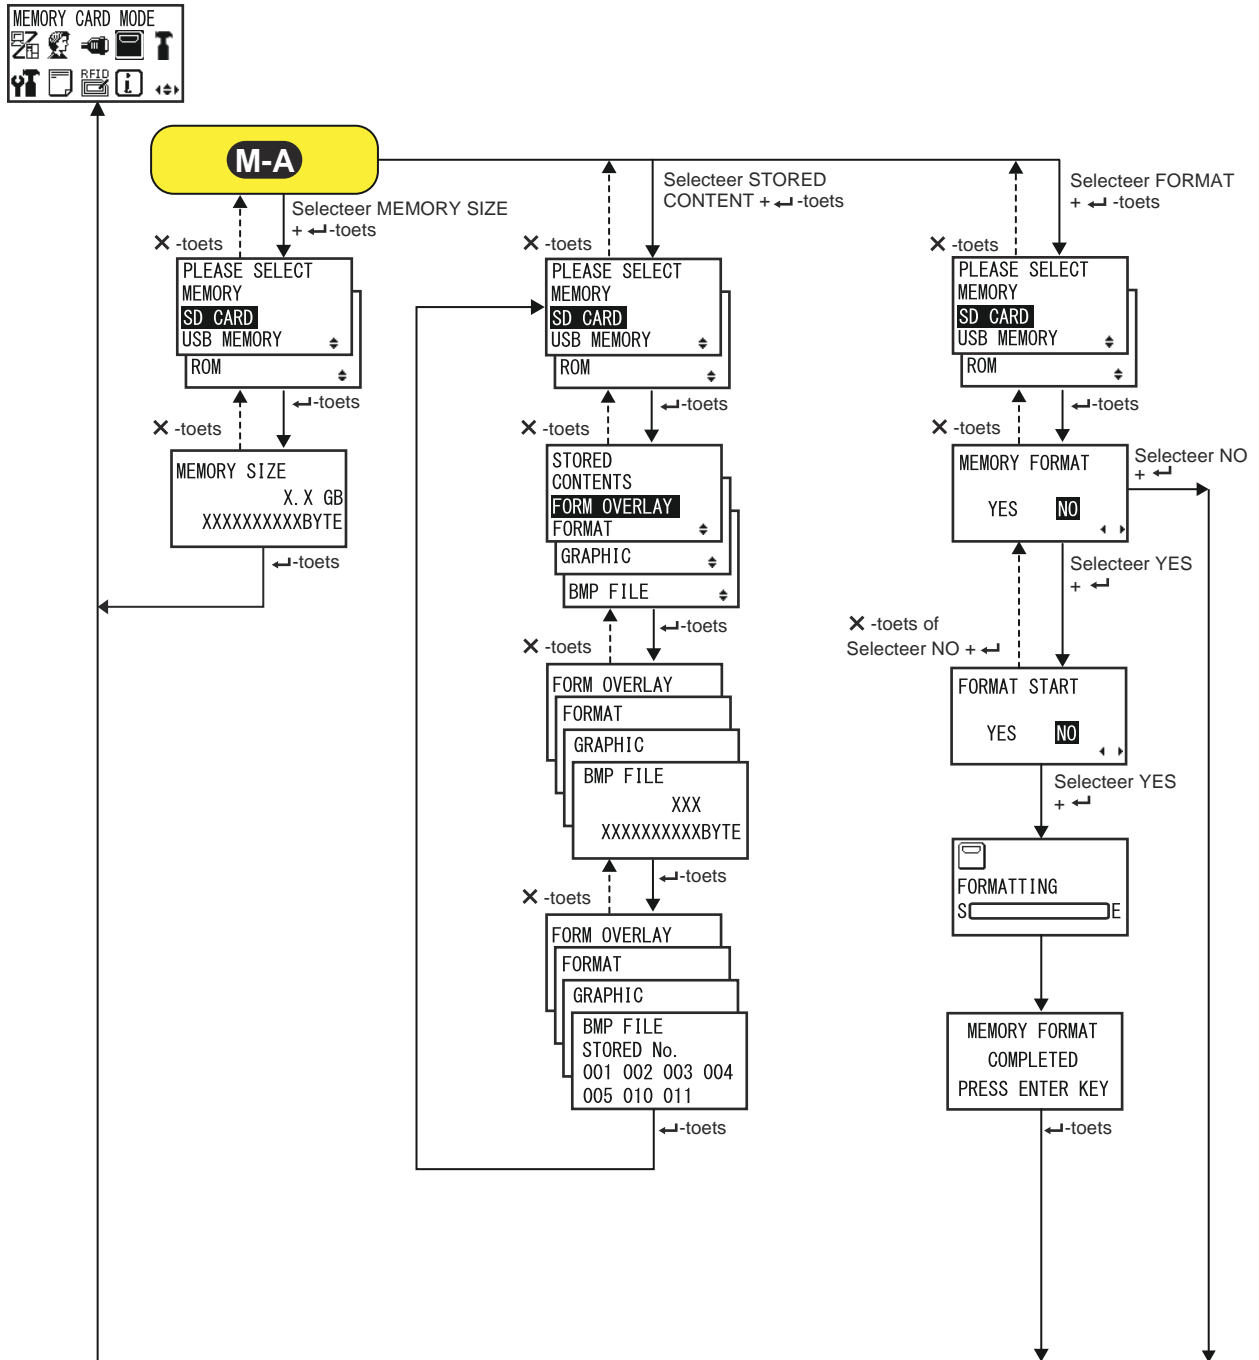 MEMORY CARD MODE
RFID
M-A
Selecteer MEMORY SIZE
+ ↵ -toets
✕ -toets
PLEASE SELECT
MEMORY
SD CARD
USB MEMORY
ROM
↵-toets
✕ -toets
MEMORY SIZE
X.X GB
XXXXXXXXXXBYTE
↵-toets
Selecteer STORED
CONTENT + ↵ -toets
✕ -toets
PLEASE SELECT
MEMORY
SD CARD
USB MEMORY
ROM
↵-toets
✕ -toets
STORED
CONTENTS
FORM OVERLAY
FORMAT
GRAPHIC
BMP FILE
↵-toets
✕ -toets
FORM OVERLAY
FORMAT
GRAPHIC
BMP FILE
XXX
XXXXXXXXXXBYTE
↵-toets
✕ -toets
FORM OVERLAY
FORMAT
GRAPHIC
BMP FILE
STORED No.
001 002 003 004
005 010 011
↵-toets
Selecteer FORMAT
+ ↵ -toets
✕ -toets
PLEASE SELECT
MEMORY
SD CARD
USB MEMORY
ROM
↵-toets
✕ -toets
MEMORY FORMAT
YES NO
Selecteer NO
+ ↵
Selecteer YES
+ ↵
✕ -toets of
Selecteer NO + ↵
FORMAT START
YES NO
Selecteer YES
+ ↵
FORMATTING
S E
MEMORY FORMAT
COMPLETED
PRESS ENTER KEY
↵-toets